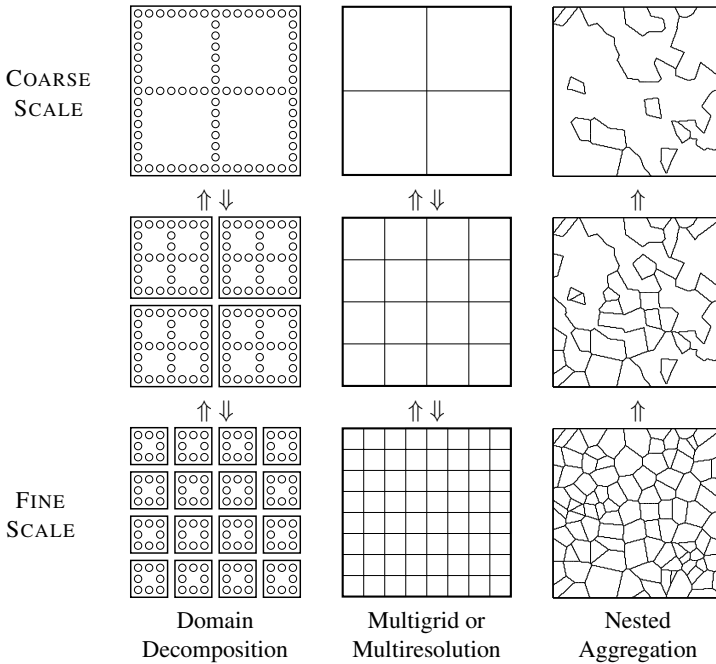 COARSE
SCALE
⇑ ⇓ ⇑ ⇓ ⇑
⇑ ⇓ ⇑ ⇓ ⇑
FINE
SCALE
Domain
Decomposition
Multigrid or
Multiresolution
Nested
Aggregation